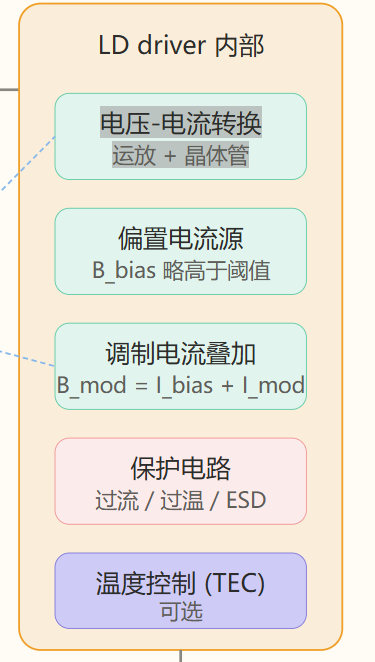 LD driver 内部
电压-电流转换
运放 + 晶体管
偏置电流源
B_bias 略高于阈值
调制电流叠加
B_mod = I_bias + I_mod
保护电路
过流 / 过温 / ESD
温度控制 (TEC)
可选